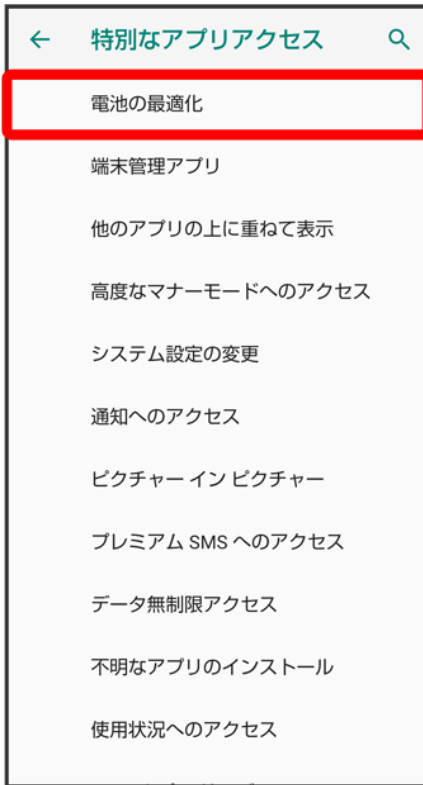 特別なアプリアクセス
電池の最適化
端末管理アプリ
他のアプリの上に重ねて表示
高度なマナーモードへのアクセス
システム設定の変更
通知へのアクセス
ピクチャー イン ピクチャー
プレミアム SMS へのアクセス
データ無制限アクセス
不明なアプリのインストール
使用状況へのアクセス